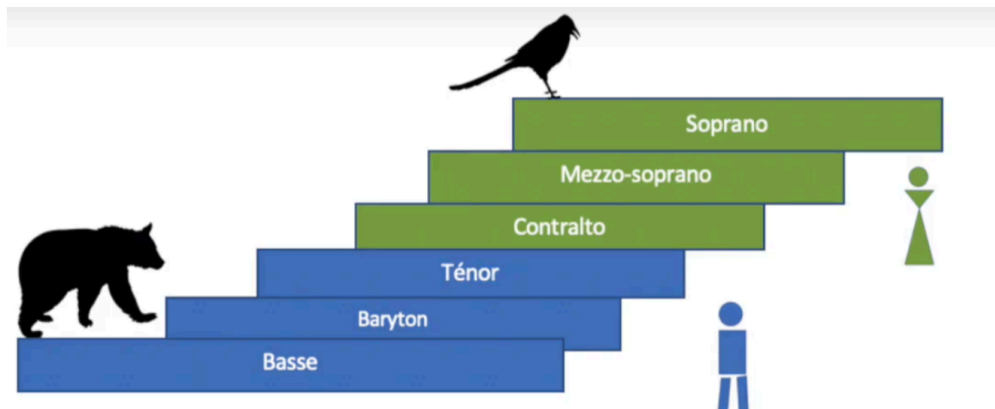 Soprano
Mezzo-soprano
Contralto
Ténor
Baryton
Basse